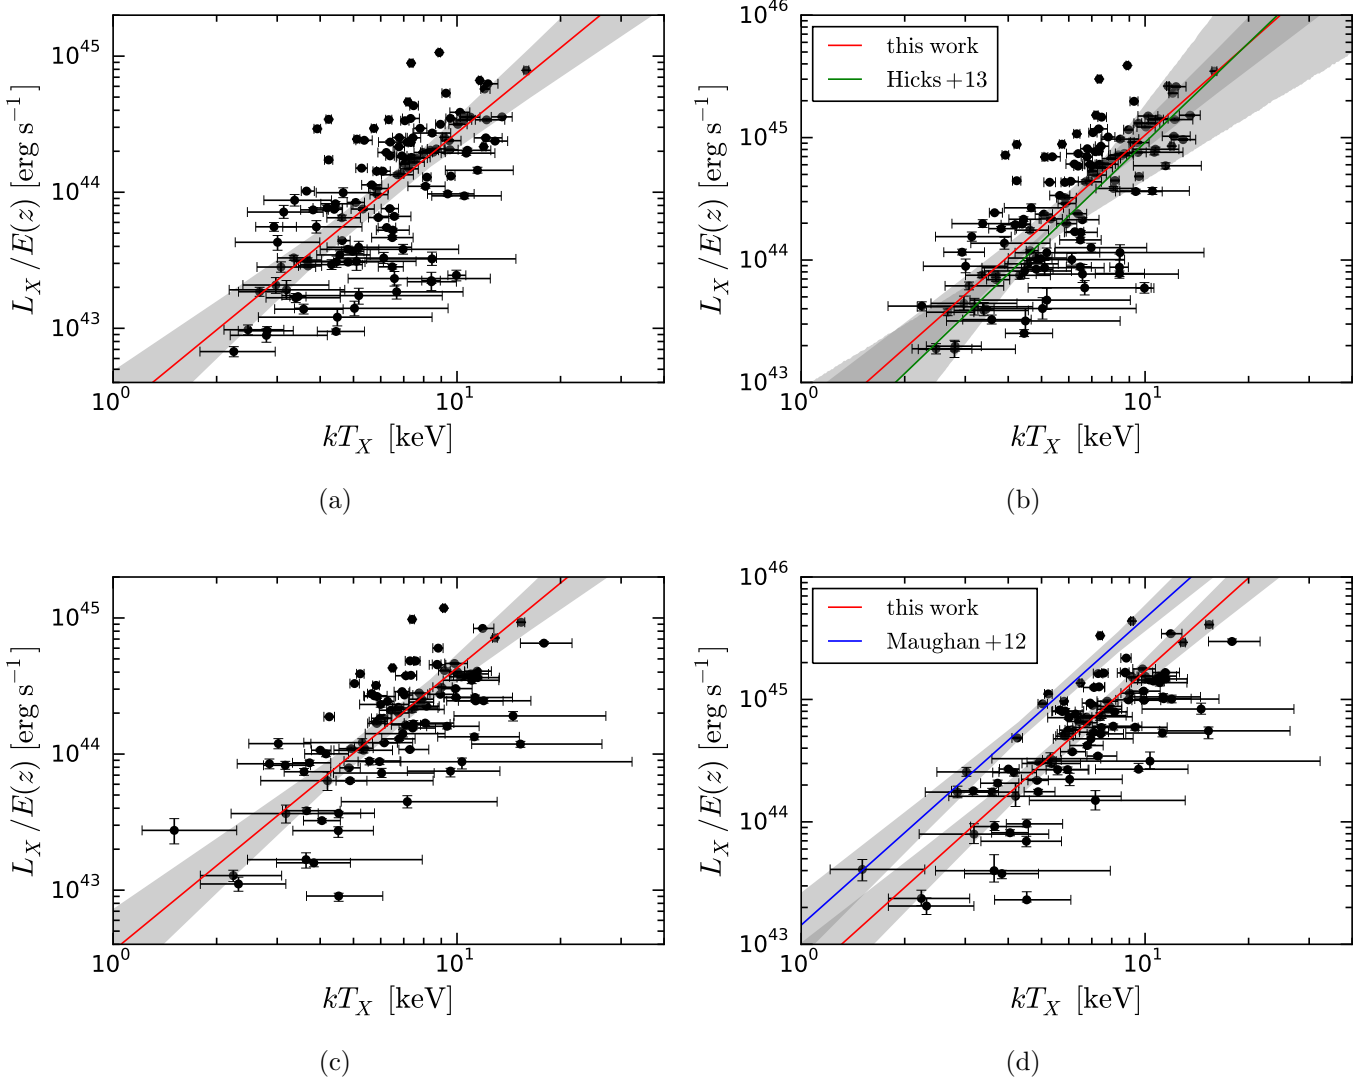 10^45
10^44
10^43
L_X /E(z) [erg s^−1]
10^0
10^1
kT_X [keV]
(a)
10^46
10^45
10^44
10^43
L_X /E(z) [erg s^−1]
this work
Hicks+13
10^0
10^1
kT_X [keV]
(b)
10^45
10^44
10^43
L_X /E(z) [erg s^−1]
10^0
10^1
kT_X [keV]
(c)
10^46
10^45
10^44
10^43
L_X /E(z) [erg s^−1]
this work
Maughan+12
10^0
10^1
kT_X [keV]
(d)